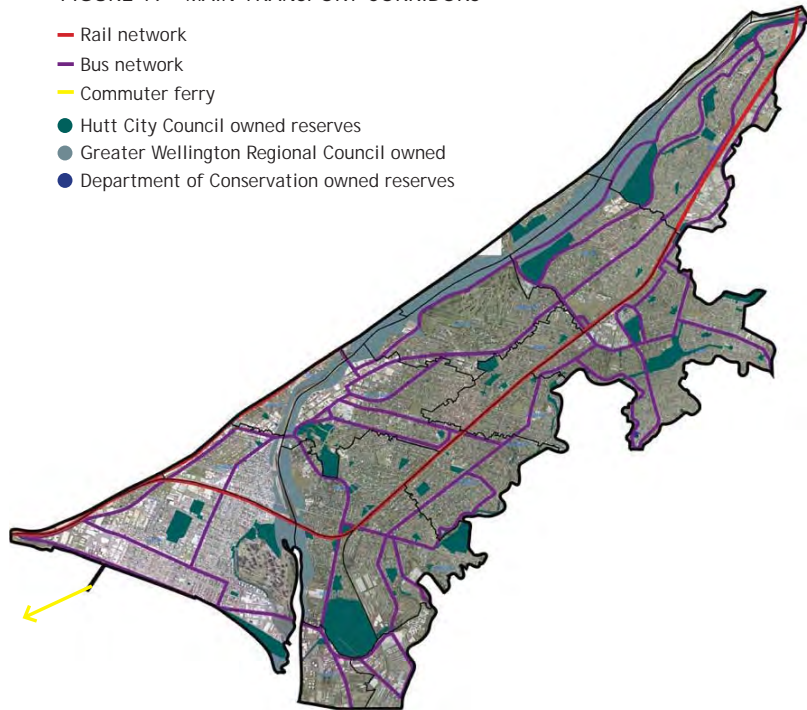 Rail network
Bus network
Commuter ferry
Hutt City Council owned reserves
Greater Wellington Regional Council owned
Department of Conservation owned reserves